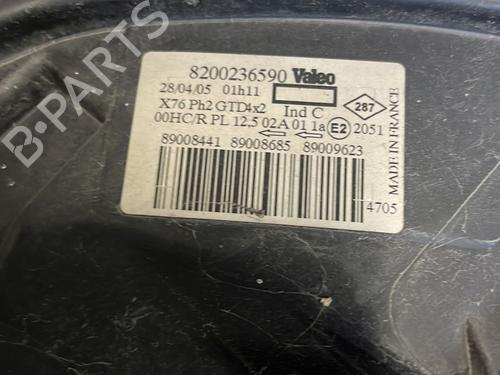 8200236590 Valeo
28/04/05 01h11
X76 Ph2 GTD4x2 Ind C
287
00HC/R PL 12,5 02A 01 1a E2 2051
89008441 89008685 89009623
4705
MADE IN FRANCE
B-PARTS